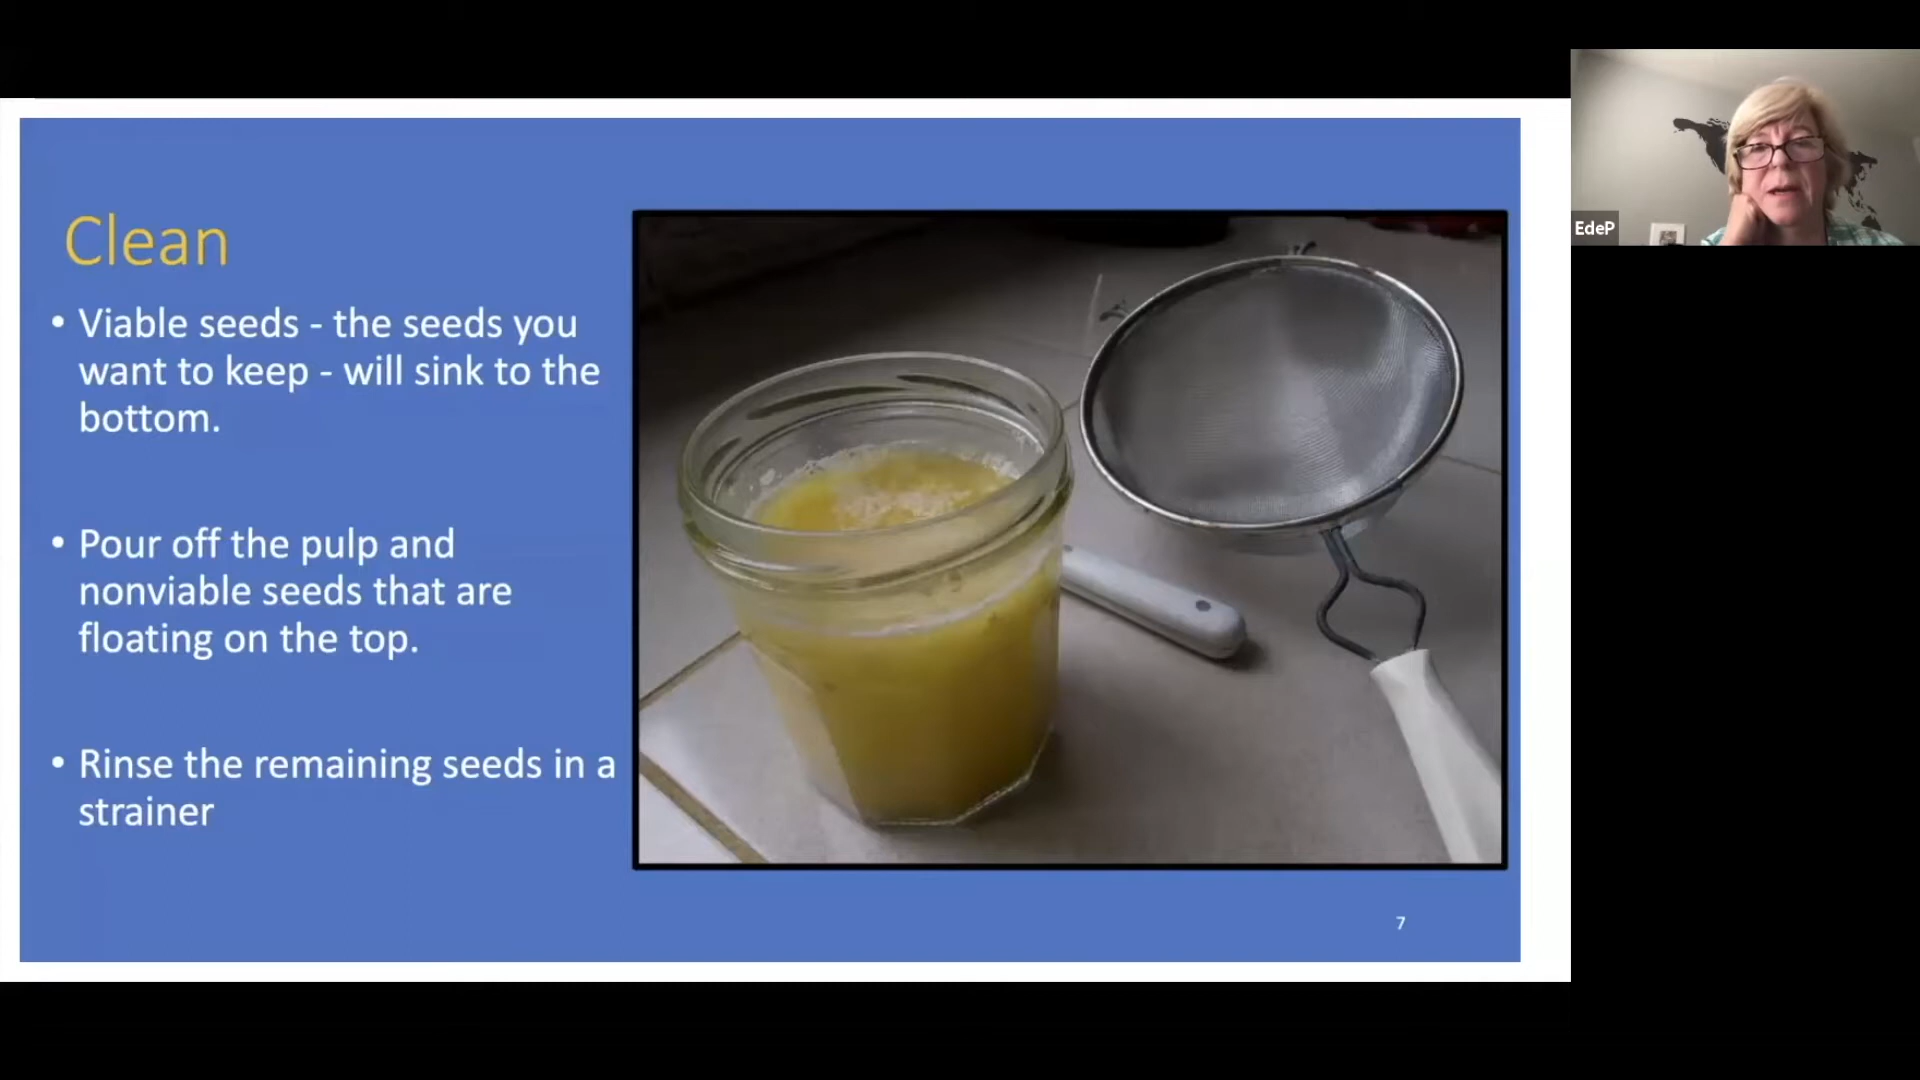 Clean
• Viable seeds - the seeds you
want to keep - will sink to the
bottom.
• Pour off the pulp and
nonviable seeds that are
floating on the top.
• Rinse the remaining seeds in a
strainer
7
EdeP